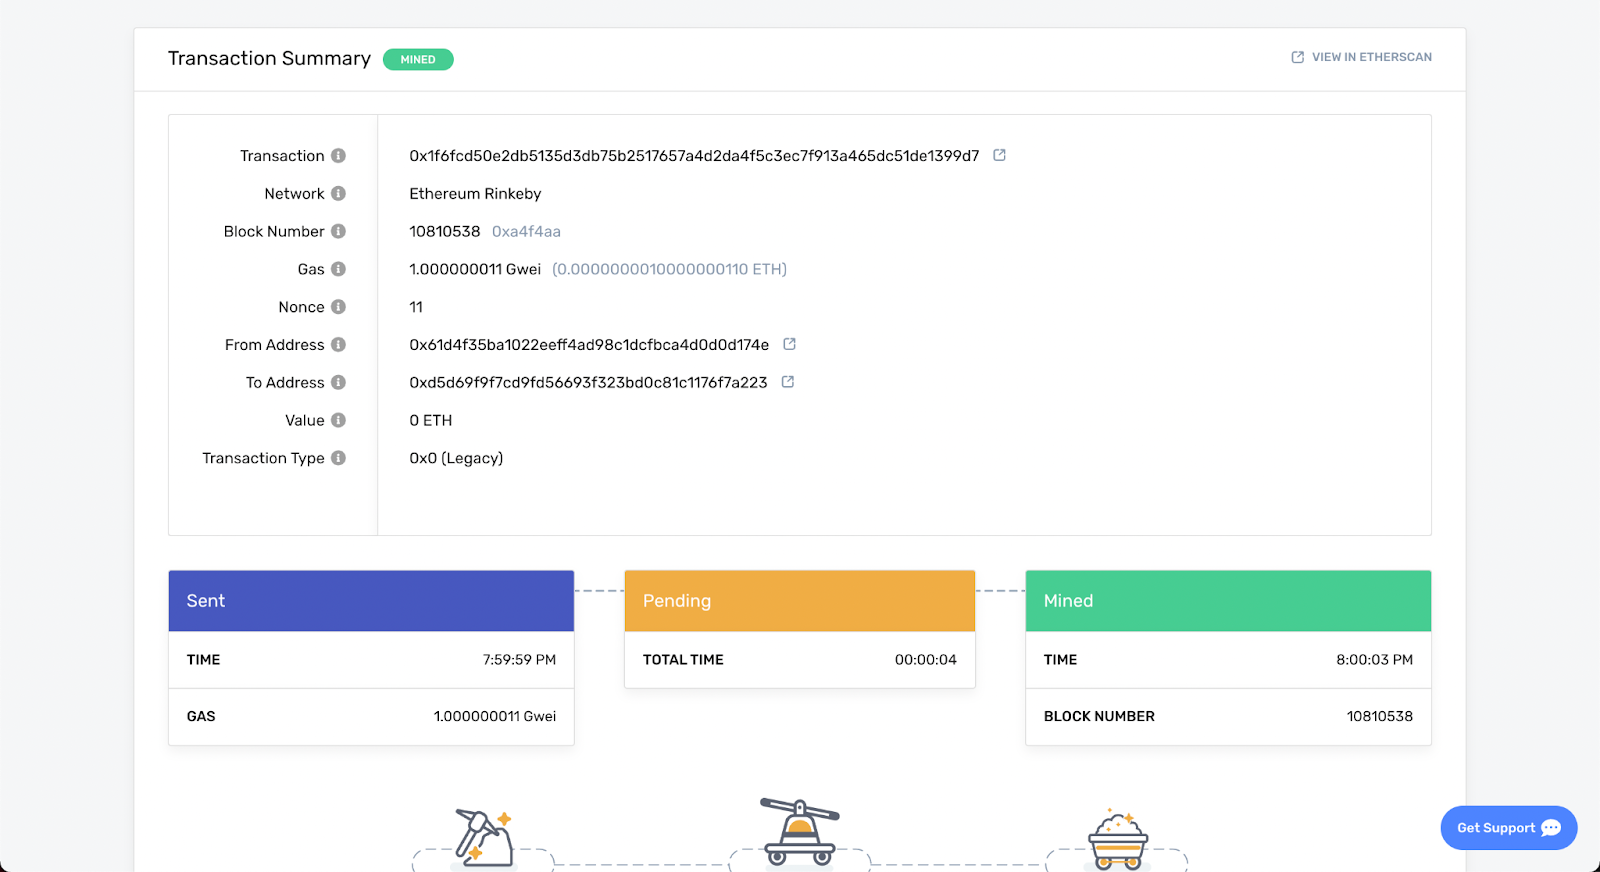 Transaction Summary MINED VIEW IN ETHERSCAN
Transaction 0x1f6fcd50e2db5135d3db75b2517657a4d2da4f5c3ec7f913a465dc51de1399d7
Network Ethereum Rinkeby
Block Number 10810538 0xa4f4aa
Gas 1.000000011 Gwei (0.0000000010000000110 ETH)
Nonce 11
From Address 0x61d4f35ba1022eeff4ad98c1dcfbca4d0d0d174e
To Address 0xd5d69f9f7cd9fd56693f323bd0c81c1176f7a223
Value 0 ETH
Transaction Type 0x0 (Legacy)
Sent Pending Mined
TIME 7:59:59 PM TOTAL TIME 00:00:04 TIME 8:00:03 PM
GAS 1.000000011 Gwei BLOCK NUMBER 10810538
Get Support